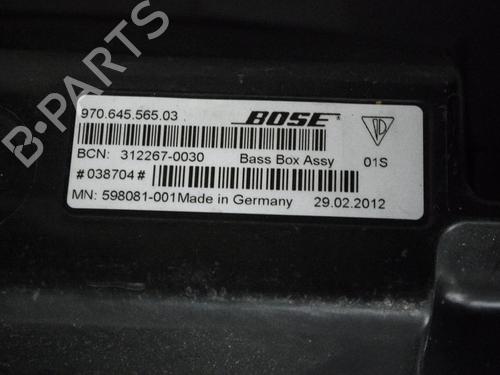 B-PARTS
970.645.565.03
BOSE
BCN: 312267-0030 Bass Box Assy 01S
#038704#
MN: 598081-001Made in Germany 29.02.2012